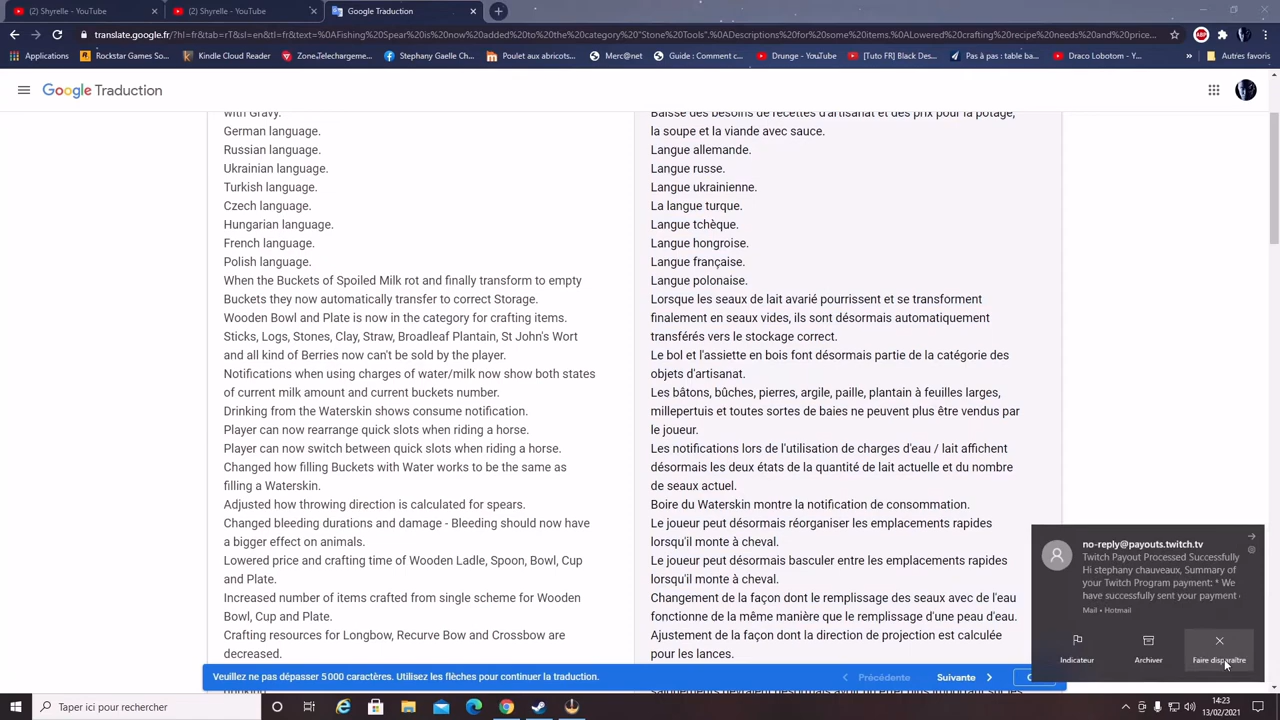 (2) Shyrelle - YouTube
(2) Shyrelle - YouTube
Google Traduction
translate.google.fr/?hl=fr&tab=rT&sl=en&tl=fr&text=%0AFishing%20Spear%20is%20now%20added%20to%20the%20category%20"Stone%20Tools".%0ADescriptions%20for%20some%20items.%0ALowered%20crafting%20recipe%20needs%20and%20price...
Applications
Rockstar Games So...
Kindle Cloud Reader
Zone,Telechargeme...
Stephany Gaelle Ch...
Poulet aux abricots...
Merc@net
Guide : Comment c...
Drunge - YouTube
[Tuto FR] Black Des...
Pas à pas : table ba...
Draco Lobotom - Y...
»
Autres favoris
Google Traduction
with Gravy.
German language.
Russian language.
Ukrainian language.
Turkish language.
Czech language.
Hungarian language.
French language.
Polish language.
When the Buckets of Spoiled Milk rot and finally transform to empty
Buckets they now automatically transfer to correct Storage.
Wooden Bowl and Plate is now in the category for crafting items.
Sticks, Logs, Stones, Clay, Straw, Broadleaf Plantain, St John's Wort
and all kind of Berries now can't be sold by the player.
Notifications when using charges of water/milk now show both states
of current milk amount and current buckets number.
Drinking from the Waterskin shows consume notification.
Player can now rearrange quick slots when riding a horse.
Player can now switch between quick slots when riding a horse.
Changed how filling Buckets with Water works to be the same as
filling a Waterskin.
Adjusted how throwing direction is calculated for spears.
Changed bleeding durations and damage - Bleeding should now have
a bigger effect on animals.
Lowered price and crafting time of Wooden Ladle, Spoon, Bowl, Cup
and Plate.
Increased number of items crafted from single scheme for Wooden
Bowl, Cup and Plate.
Crafting resources for Longbow, Recurve Bow and Crossbow are
decreased.
Baisse des besoins de recettes d'artisanat et des prix pour la potage,
la soupe et la viande avec sauce.
Langue allemande.
Langue russe.
Langue ukrainienne.
La langue turque.
Langue tchèque.
Langue hongroise.
Langue française.
Langue polonaise.
Lorsque les seaux de lait avarié pourrissent et se transforment
finalement en seaux vides, ils sont désormais automatiquement
transférés vers le stockage correct.
Le bol et l'assiette en bois font désormais partie de la catégorie des
objets d'artisanat.
Les bâtons, bûches, pierres, argile, paille, plantain à feuilles larges,
millepertuis et toutes sortes de baies ne peuvent plus être vendus par
le joueur.
Les notifications lors de l'utilisation de charges d'eau / lait affichent
désormais les deux états de la quantité de lait actuelle et du nombre
de seaux actuel.
Boire du Waterskin montre la notification de consommation.
Le joueur peut désormais réorganiser les emplacements rapides
lorsqu'il monte à cheval.
Le joueur peut désormais basculer entre les emplacements rapides
lorsqu'il monte à cheval.
Changement de la façon dont le remplissage des seaux avec de l'eau
fonctionne de la même manière que le remplissage d'une peau d'eau.
Ajustement de la façon dont la direction de projection est calculée
pour les lances.
no-reply@payouts.twitch.tv
Twitch Payout Processed Successfully
Hi stephany chauveaux, Summary of
your Twitch Program payment: * We
have successfully sent your payment
Mail • Hotmail
Indicateur
Archiver
Faire disparaître
Veuillez ne pas dépasser 5 000 caractères. Utilisez les flèches pour continuer la traduction.
Précédente
Suivante
Taper ici pour rechercher
14:23
13/02/2021